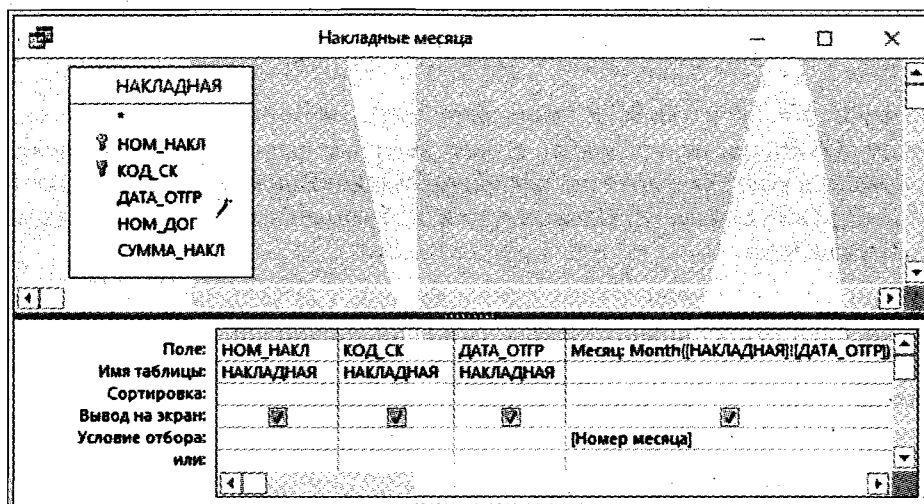 Накладные месяца
НАКЛАДНАЯ
*
НОМ_НАКЛ
КОД_СК
ДАТА_ОТГР
НОМ_ДОГ
СУММА_НАКЛ
Поле: НОМ_НАКЛ КОД_СК ДАТА_ОТГР Месяц: Month([НАКЛАДНАЯ]![ДАТА_ОТГР])
Имя таблицы: НАКЛАДНАЯ НАКЛАДНАЯ НАКЛАДНАЯ
Сортировка:
Вывод на экран:
Условие отбора: [Номер месяца]
или: